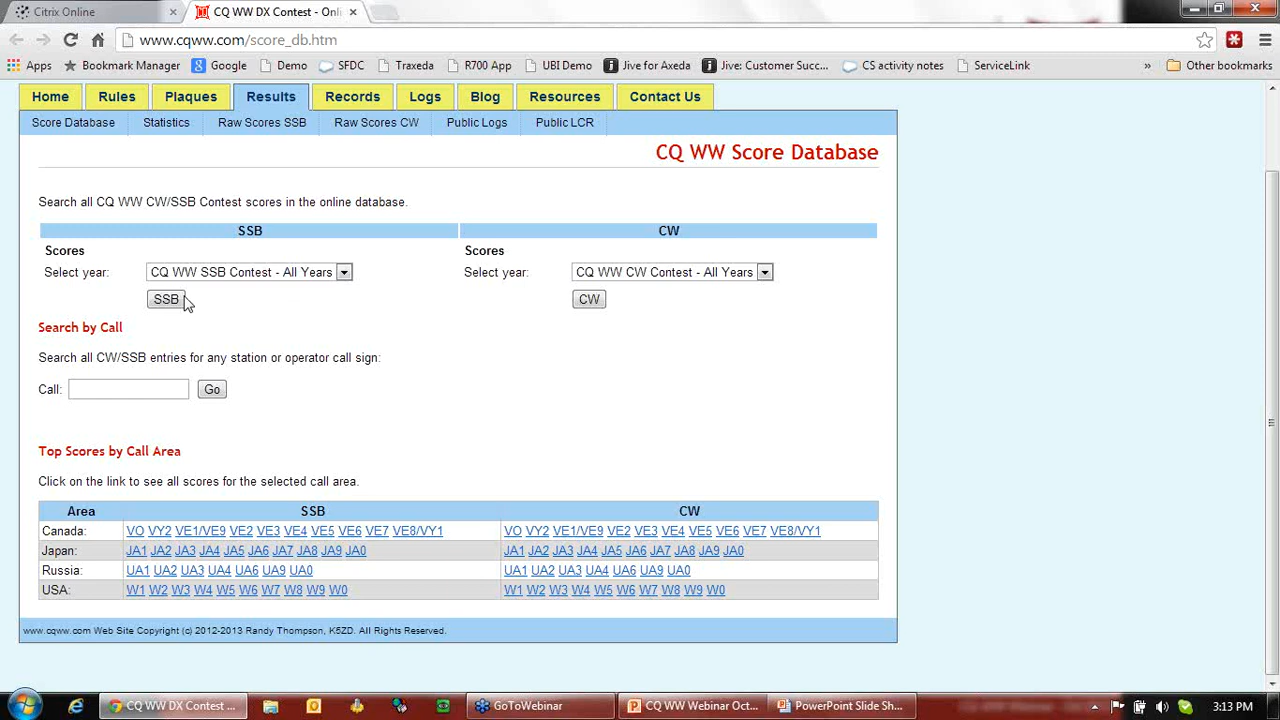 Citrix Online
CQ WW DX Contest - Onli
www.cqww.com/score_db.htm
Apps Bookmark Manager Google Demo SFDC Traxeda R700 App UBI Demo Jive for Axeda Jive: Customer Succ... CS activity notes ServiceLink » Other bookmarks
Home Rules Plaques Results Records Logs Blog Resources Contact Us
Score Database Statistics Raw Scores SSB Raw Scores CW Public Logs Public LCR
CQ WW Score Database
Search all CQ WW CW/SSB Contest scores in the online database.
SSB CW
Scores Scores
Select year: CQ WW SSB Contest - All Years Select year: CQ WW CW Contest - All Years
SSB CW
Search by Call
Search all CW/SSB entries for any station or operator call sign:
Call: Go
Top Scores by Call Area
Click on the link to see all scores for the selected call area.
Area SSB CW
Canada: VO VY2 VE1/VE9 VE2 VE3 VE4 VE5 VE6 VE7 VE8/VY1 VO VY2 VE1/VE9 VE2 VE3 VE4 VE5 VE6 VE7 VE8/VY1
Japan: JA1 JA2 JA3 JA4 JA5 JA6 JA7 JA8 JA9 JA0 JA1 JA2 JA3 JA4 JA5 JA6 JA7 JA8 JA9 JA0
Russia: UA1 UA2 UA3 UA4 UA6 UA9 UA0 UA1 UA2 UA3 UA4 UA6 UA9 UA0
USA: W1 W2 W3 W4 W5 W6 W7 W8 W9 W0 W1 W2 W3 W4 W5 W6 W7 W8 W9 W0
www.cqww.com Web Site Copyright (c) 2012-2013 Randy Thompson, K5ZD. All Rights Reserved.
CQ WW DX Contest ... GoToWebinar CQ WW Webinar Oct... PowerPoint Slide Sh... 3:13 PM